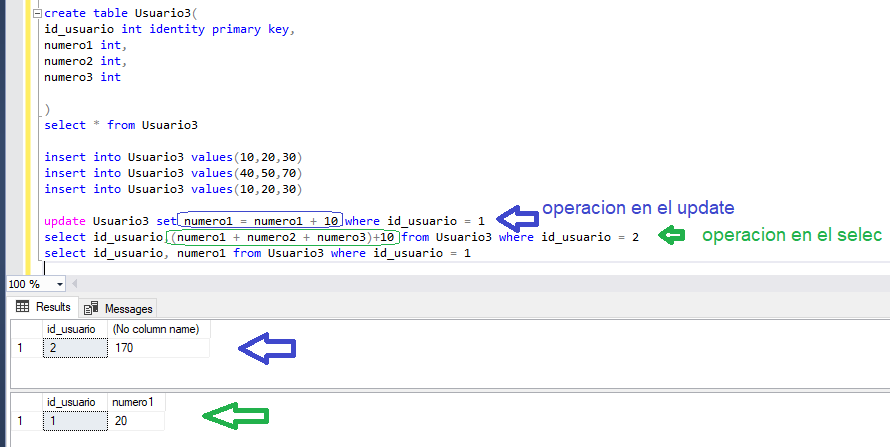 create table Usuario3(
id_usuario int identity primary key,
numero1 int,
numero2 int,
numero3 int
)
select * from Usuario3
insert into Usuario3 values(10,20,30)
insert into Usuario3 values(40,50,70)
insert into Usuario3 values(10,20,30)
update Usuario3 set numero1 = numero1 + 10 where id_usuario = 1 operacion en el update
select id_usuario,(numero1 + numero2 + numero3)+10 from Usuario3 where id_usuario = 2 operacion en el selec
select id_usuario, numero1 from Usuario3 where id_usuario = 1
100 %
Results Messages
id_usuario (No column name)
1 2 170
id_usuario numero1
1 1 20